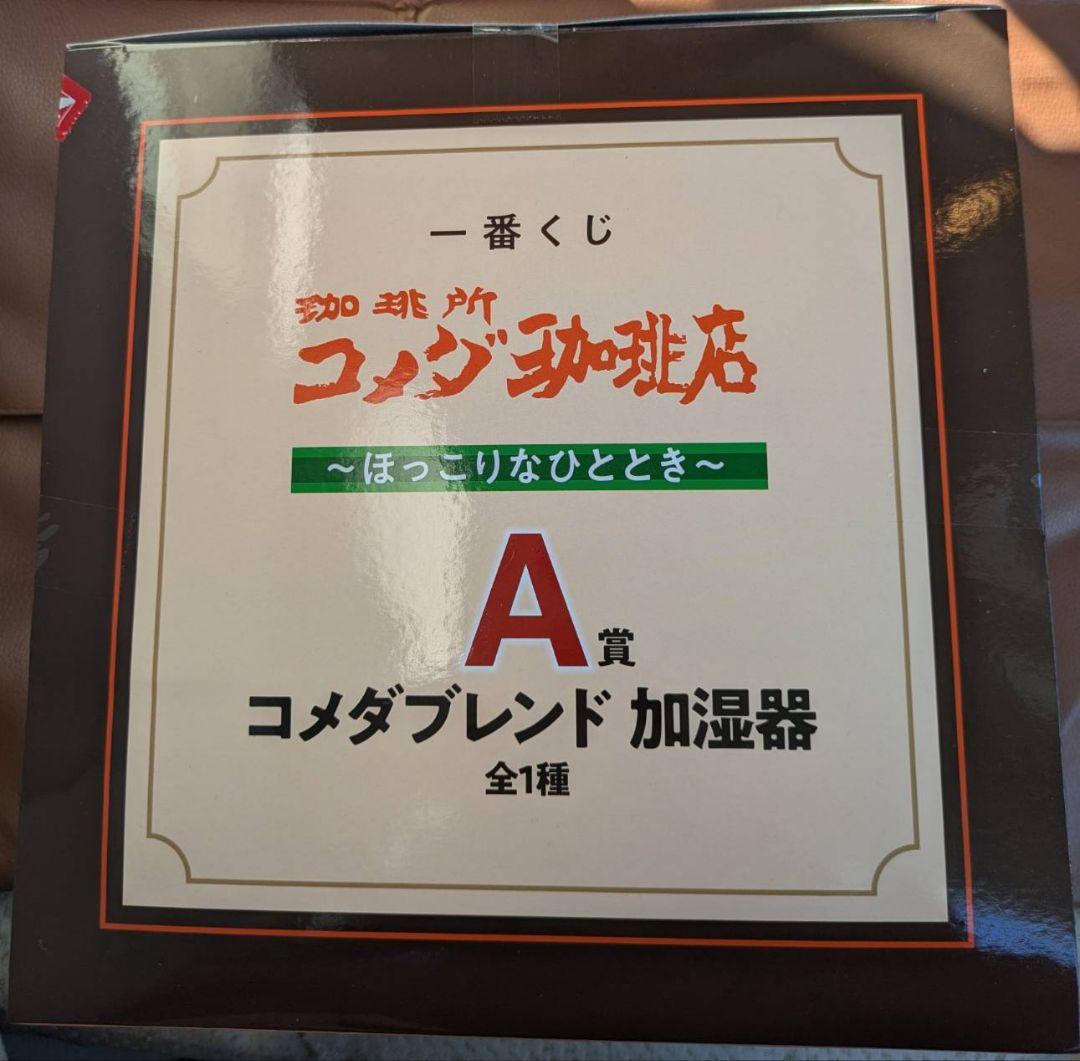 一番くじ
珈琲所
コメダ珈琲店
～ほっこりなひととき～
A賞
コメダブレンド 加湿器
全1種